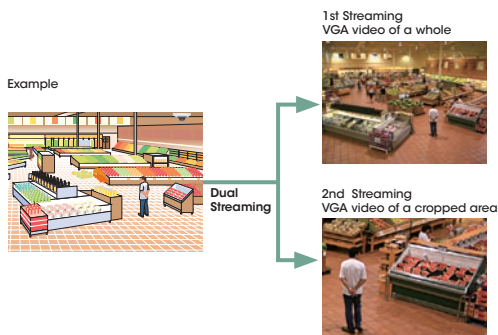 1st Streaming
VGA video of a whole
Example
Dual
Streaming
2nd Streaming
VGA video of a cropped area